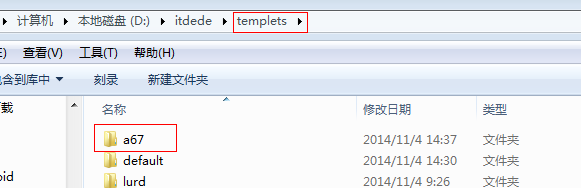 计算机 ▸ 本地磁盘 (D:) ▸ itdede ▸ templets ▸
E) 查看(V) 工具(T) 帮助(H)
包含到库中 ▼ 刻录 新建文件夹
名称 修改日期 类型
载 a67 2014/11/4 14:37 文件夹
default 2014/11/4 14:30 文件夹
oid lurd 2014/11/4 9:26 文件夹